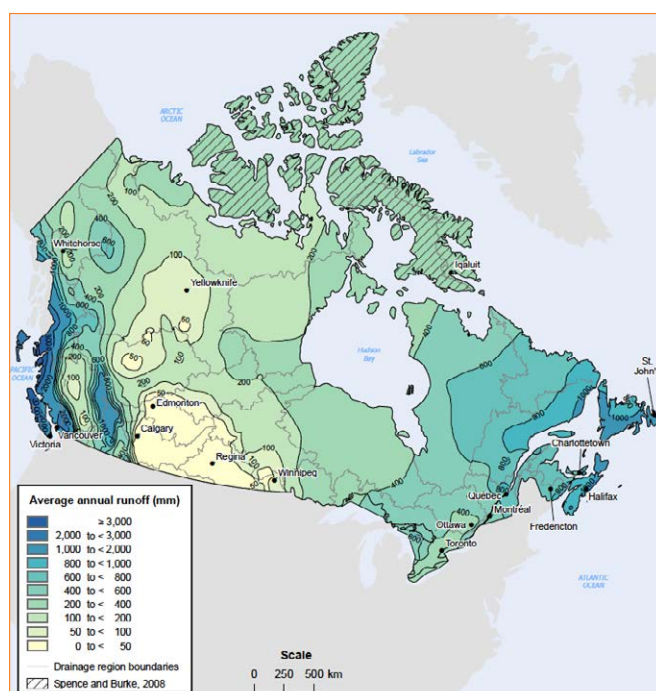 ARCTIC
OCEAN
Labrador
Sea
Whitehorse
Yellowknife
Iqaluit
Hudson
Bay
PACIFIC
OCEAN
St.
John'
Edmonton
Calgary
Vancouver
Victoria
Regina
Winnipeg
Charlottetown
Québec
Montréal
Halifax
Ottawa
Fredericton
Toronto
ATLANTIC
OCEAN
Average annual runoff (mm)
≥ 3,000
2,000 to < 3,000
1,000 to < 2,000
800 to < 1,000
600 to < 800
400 to < 600
200 to < 400
100 to < 200
50 to < 100
0 to < 50
Drainage region boundaries
Spence and Burke, 2008
Scale
0 250 500 km